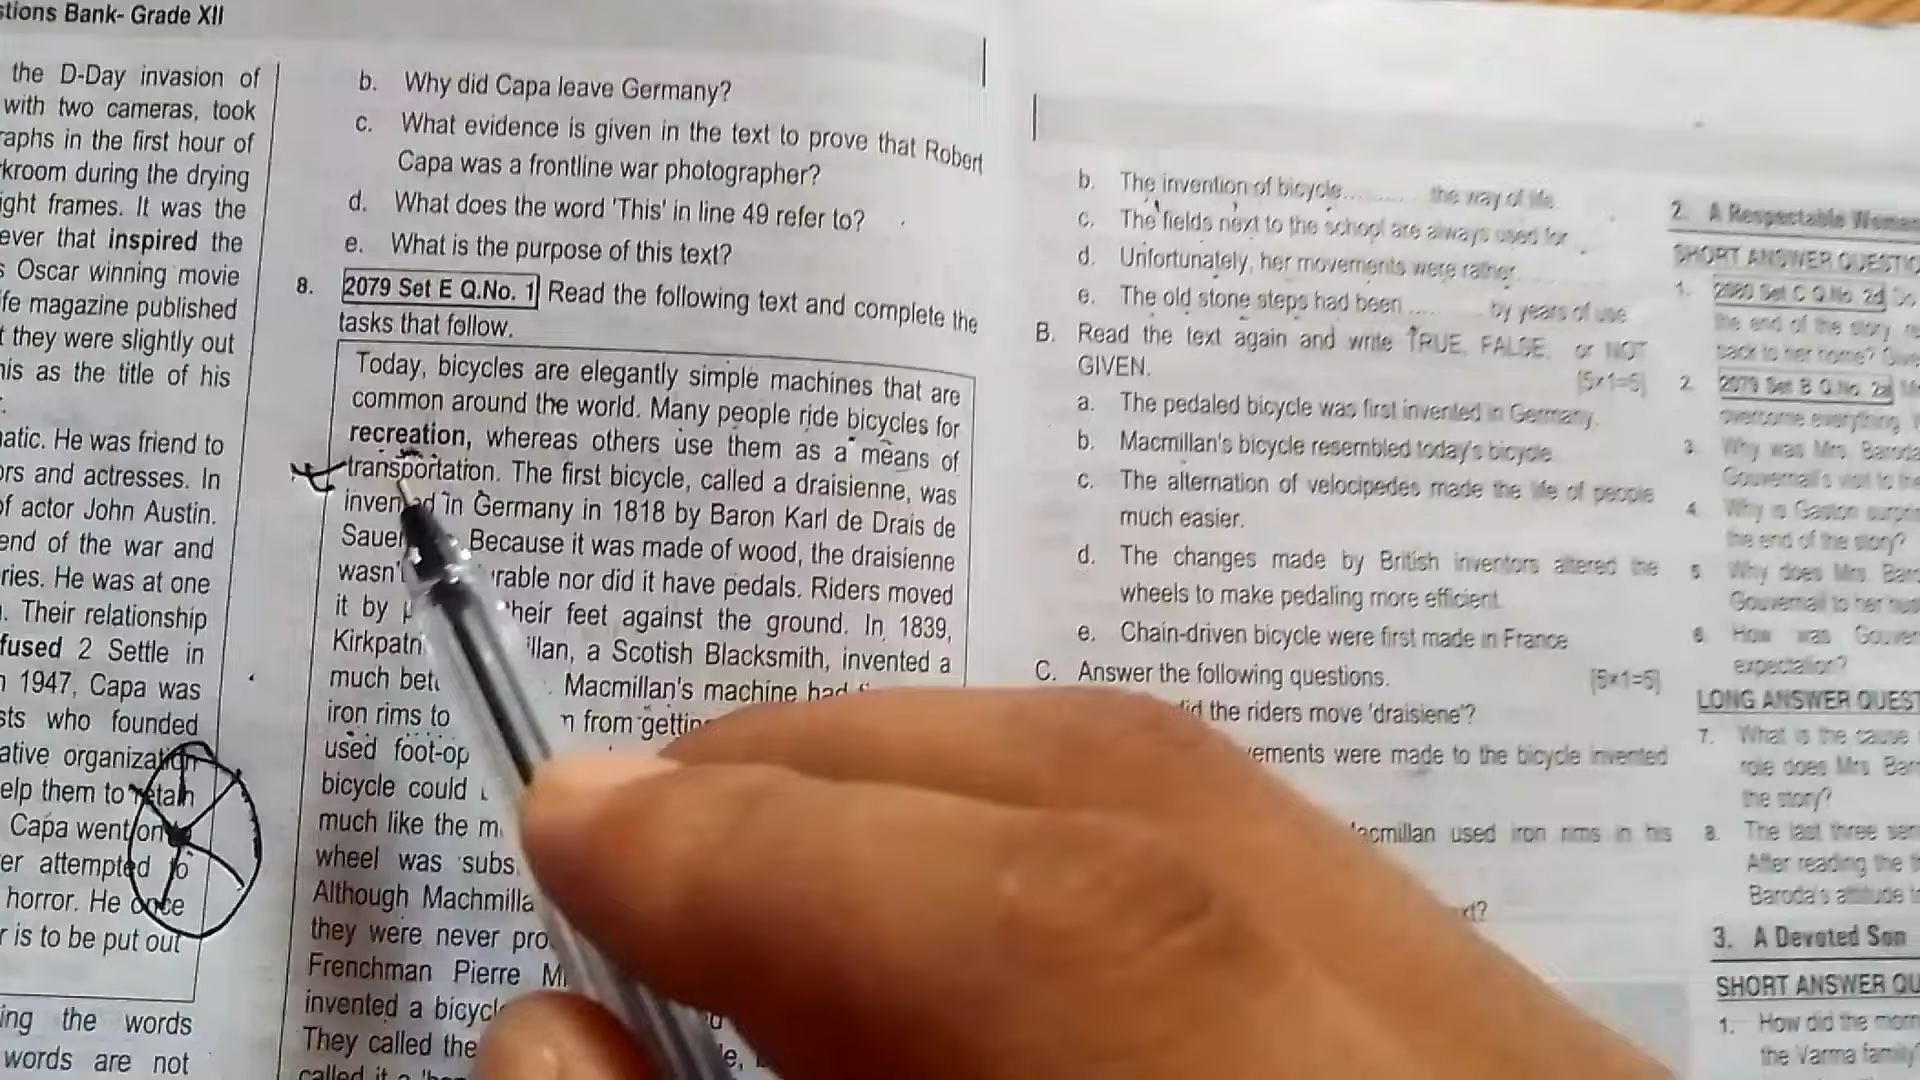 stions Bank- Grade XII
the D-Day invasion of
with two cameras, took
raphs in the first hour of
rkroom during the drying
ight frames. It was the
ever that inspired the
s Oscar winning movie
ife magazine published
t they were slightly out
his as the title of his
natic. He was friend to
ors and actresses. In
of actor John Austin.
end of the war and
ries. He was at one
. Their relationship
fused 2 Settle in
n 1947, Capa was
sts who founded
ative organization
elp them to retain
Capa went on
er attempted to
horror. He once
r is to be put out
ing the words
words are not
b. Why did Capa leave Germany?
c. What evidence is given in the text to prove that Robert
Capa was a frontline war photographer?
d. What does the word 'This' in line 49 refer to?
e. What is the purpose of this text?
8. 2079 Set E Q.No. 1 Read the following text and complete the
tasks that follow.
Today, bicycles are elegantly simple machines that are
common around the world. Many people ride bicycles for
recreation, whereas others use them as a means of
transportation. The first bicycle, called a draisienne, was
invented in Germany in 1818 by Baron Karl de Drais de
Sauer Because it was made of wood, the draisienne
wasn't urable nor did it have pedals. Riders moved
it by p their feet against the ground. In 1839,
Kirkpatri illan, a Scotish Blacksmith, invented a
much bett Macmillan's machine had
iron rims to from getting
used foot-op
bicycle could
much like the m
wheel was subs
Although Machmilla
they were never pro
Frenchman Pierre Mi
invented a bicycl
They called the le,
called it a
b. The invention of bicycle.......... the way of life.
c. The fields next to the school are always used for
d. Unfortunately, her movements were rather
e. The old stone steps had been ...... by years of use
B. Read the text again and write TRUE, FALSE, or NOT
GIVEN. [5×1=5]
a. The pedaled bicycle was first invented in Germany.
b. Macmillan's bicycle resembled today's bicycle.
c. The alternation of velocipedes made the life of people
much easier.
d. The changes made by British inventors altered the
wheels to make pedaling more efficient.
e. Chain-driven bicycle were first made in France
C. Answer the following questions. [5×1=5]
did the riders move 'draisiene'?
vements were made to the bicycle invented
acmillan used iron rims in his
xt?
2. A Respectable Woman
SHORT ANSWER QUESTIO
1. 2080 Set C Q.No. 2d
the end of the story
back to her home? Give
2. 2079 Set B Q.No. 2a
overcome everything.
3. Why was Mrs. Baroda
Gouvernail's visit to the
4. Why is Gaston surpris
the end of the story?
5. Why does Mrs. Baro
Gouvernail to her hus
6. How was Gouver
expectation?
LONG ANSWER QUEST
7. What is the cause
role does Mrs. Bar
the story?
8. The last three sen
After reading the
Baroda's attitude
3. A Devoted Son
SHORT ANSWER QU
1. How did the morn
the Varma family?